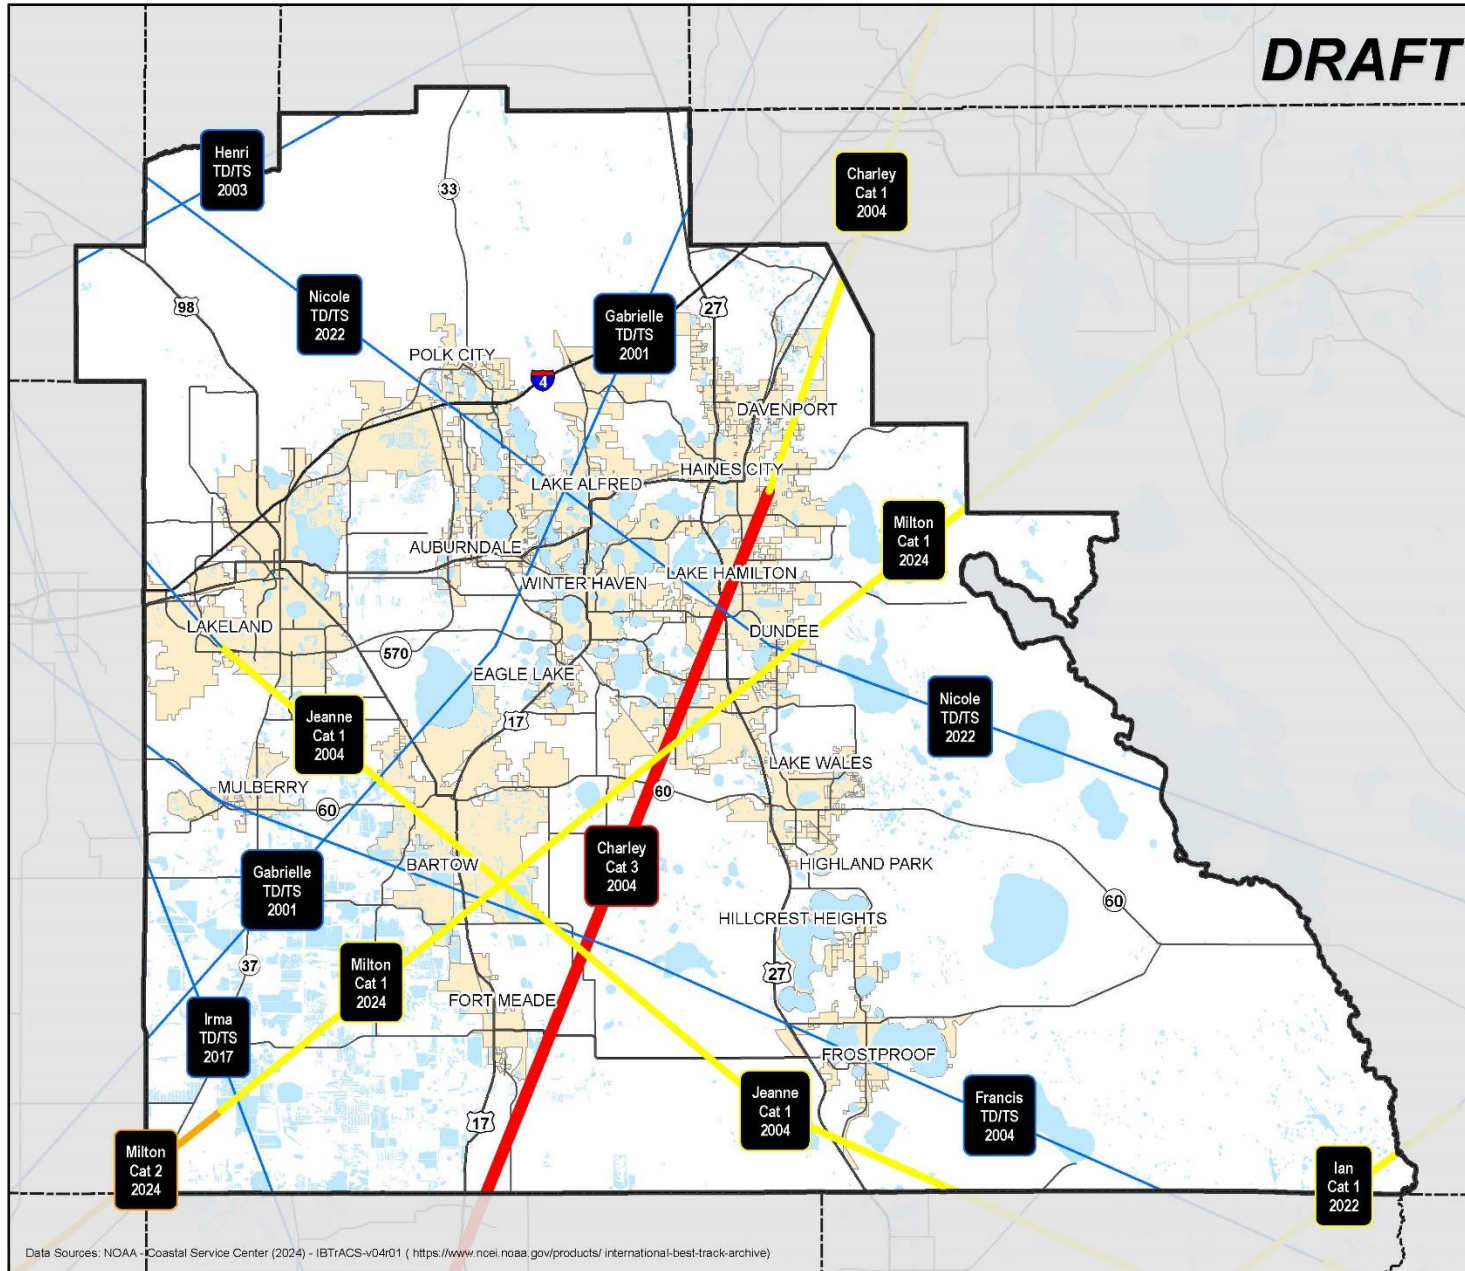 DRAFT
Henri
TD/TS
2003
Charley
Cat 1
2004
33
Nicole
TD/TS
2022
98
Gabrielle
TD/TS
2001
27
POLK CITY
4
DAVENPORT
HAINES CITY
LAKE ALFRED
Milton
Cat 1
2024
AUBURNDALE
WINTER HAVEN
LAKE HAMILTON
LAKELAND
DUNDEE
570
EAGLE LAKE
Jeanne
Cat 1
2004
17
Nicole
TD/TS
2022
LAKE WALES
MULBERRY
60
60
Charley
Cat 3
2004
BARTOW
HIGHLAND PARK
Gabrielle
TD/TS
2001
60
HILLCREST HEIGHTS
37
Milton
Cat 1
2024
27
FORT MEADE
Irma
TD/TS
2017
FROSTPROOF
Jeanne
Cat 1
2004
Francis
TD/TS
2004
17
Milton
Cat 2
2024
Ian
Cat 1
2022
Data Sources: NOAA - Coastal Service Center (2024) - IBTrACS-v04r01 ( https://www.ncei.noaa.gov/products/ international-best-track-archive)